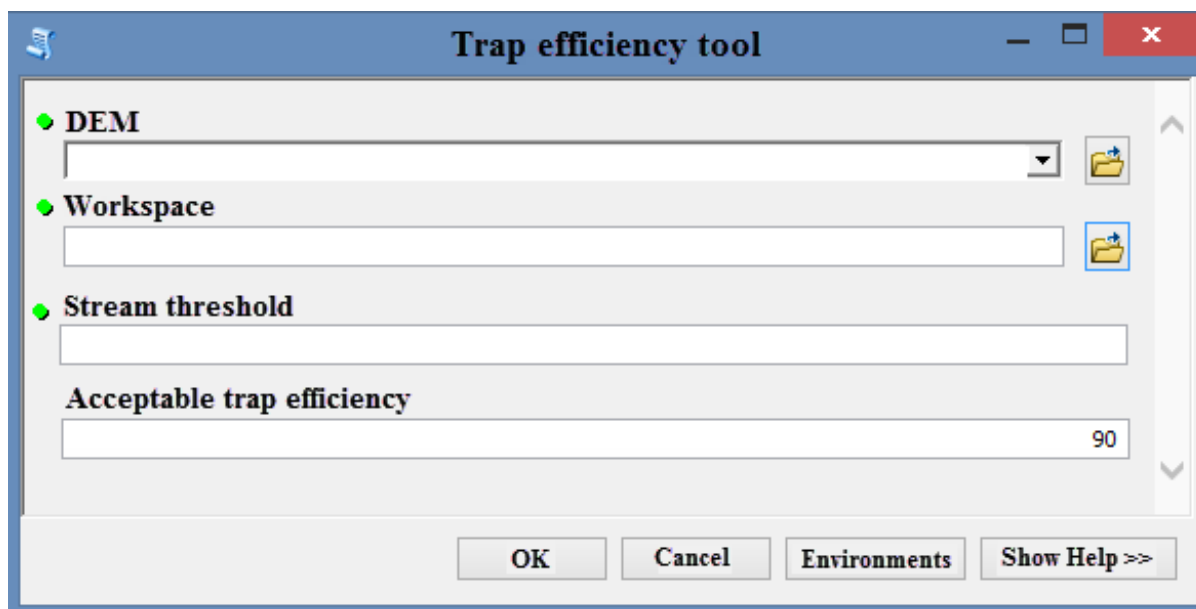 Trap efficiency tool
DEM
Workspace
Stream threshold
Acceptable trap efficiency
90
OK Cancel Environments Show Help >>